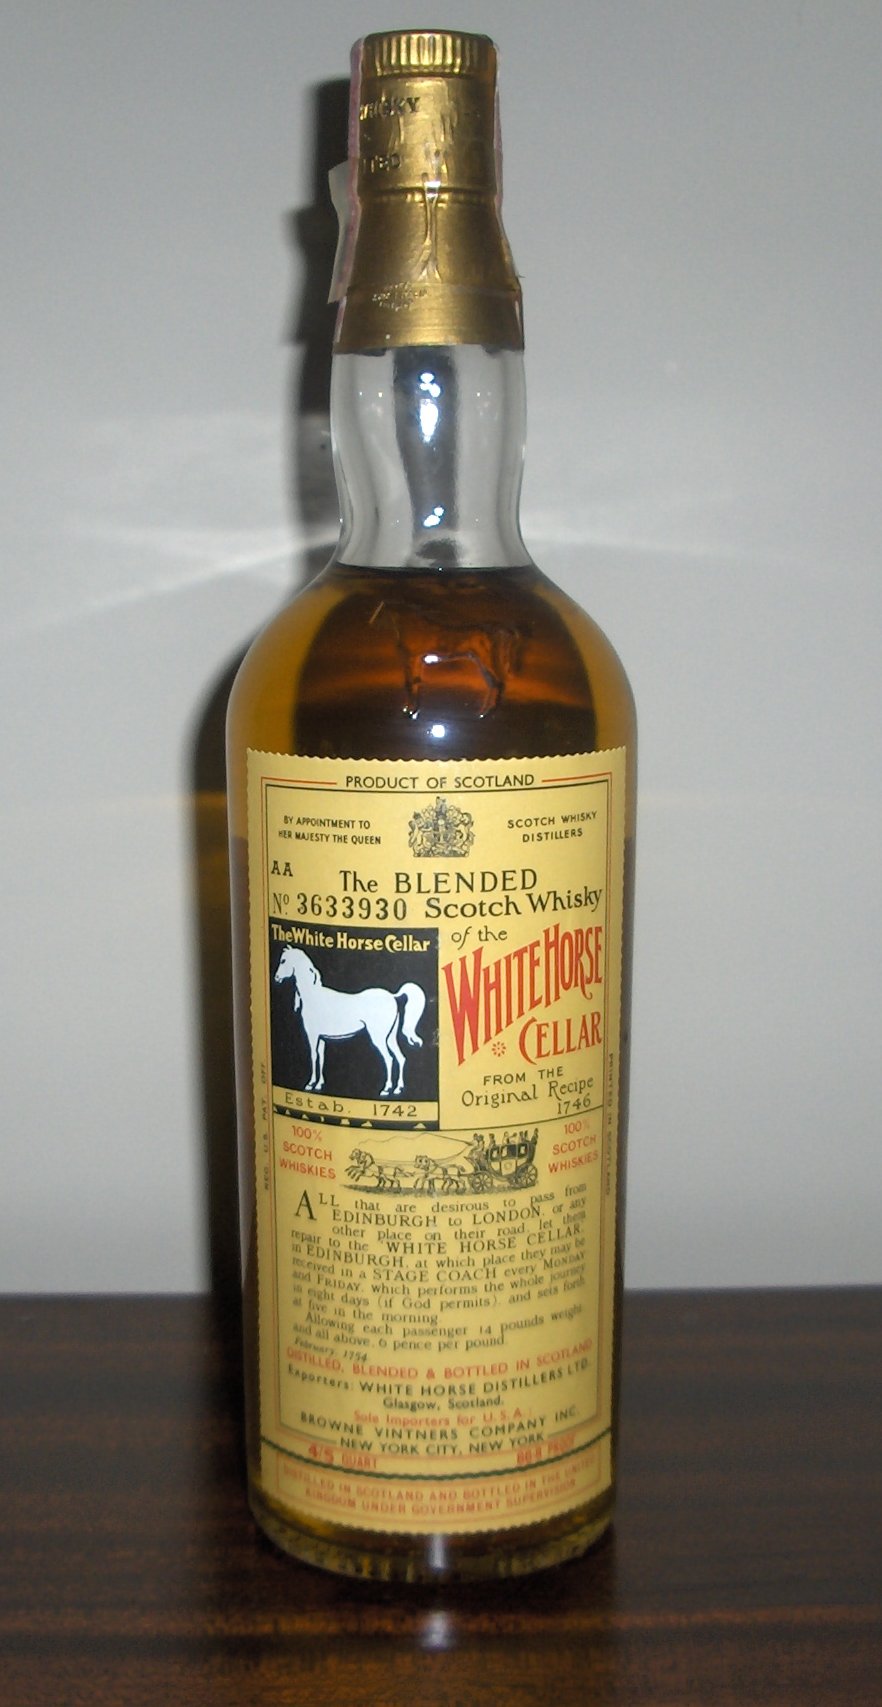 PRODUCT OF SCOTLAND
BY APPOINTMENT TO
HER MAJESTY THE QUEEN
SCOTCH WHISKY
DISTILLERS
AA
The BLENDED
No. 3633930 Scotch Whisky
The White Horse Cellar
of the
WHITE HORSE
CELLAR
FROM THE
Original Recipe
1746
Estab. 1742
100%
SCOTCH
WHISKIES
100%
SCOTCH
WHISKIES
REG. U.S. PAT. OFF.
PRINTED IN SCOTLAND
ALL that are desirous to pass from
EDINBURGH to LONDON, or any
other place on their road, let them
repair to the "WHITE HORSE CELLAR"
in EDINBURGH, at which place they may be
received in a STAGE COACH every MONDAY
and FRIDAY, which performs the whole journey
in eight days (if God permits), and sets forth
at five in the morning.
Allowing each passenger 14 pounds weight,
and all above, 6 pence per pound.
February, 1754.
DISTILLED, BLENDED & BOTTLED IN SCOTLAND
Exporters: WHITE HORSE DISTILLERS LTD.
Glasgow, Scotland.
Sole Importers for U.S.A.:
BROWNE VINTNERS COMPANY INC.
NEW YORK CITY, NEW YORK
4/5 QUART
86.8 PROOF
DISTILLED IN SCOTLAND AND BOTTLED IN THE UNITED
KINGDOM UNDER GOVERNMENT SUPERVISION